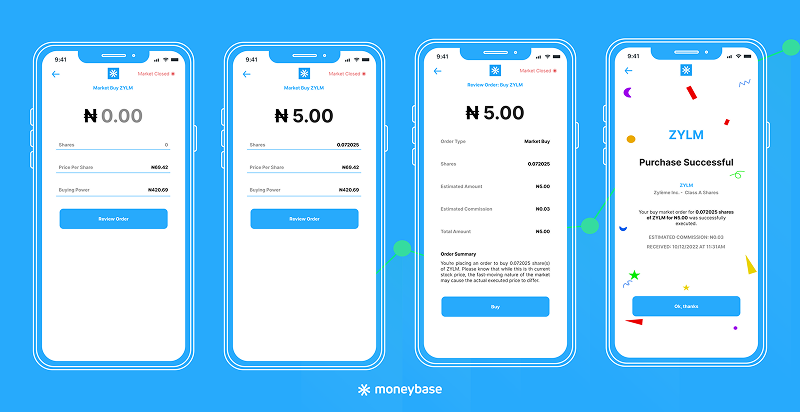 9:41
Market Closed
Market Buy ZYLM
₦ 0.00
Shares 0
Price Per Share ₦69.42
Buying Power ₦420.69
Review Order
9:41
Market Closed
Market Buy ZYLM
₦ 5.00
Shares 0.072025
Price Per Share ₦69.42
Buying Power ₦420.69
Review Order
9:41
Market Closed
Review Order: Buy ZYLM
₦ 5.00
Order Type Market Buy
Shares 0.072025
Estimated Amount ₦5.00
Estimated Commission ₦0.03
Total Amount ₦5.00
Order Summary
You're placing an order to buy 0.072025 share(s)
of ZYLM. Please know that while this is th current
stock price, the fast-moving nature of the market
may cause the actual executed price to differ.
Buy
9:41
ZYLM
Purchase Successful
ZYLM
Zyleme Inc. • Class A Shares
Your buy market order for 0.072025 shares
of ZYLM for ₦5.00 was successfully
executed.
ESTIMATED COMMISSION: ₦0.03
RECEIVED: 10/12/2022 AT 11:31AM
Ok, thanks
moneybase